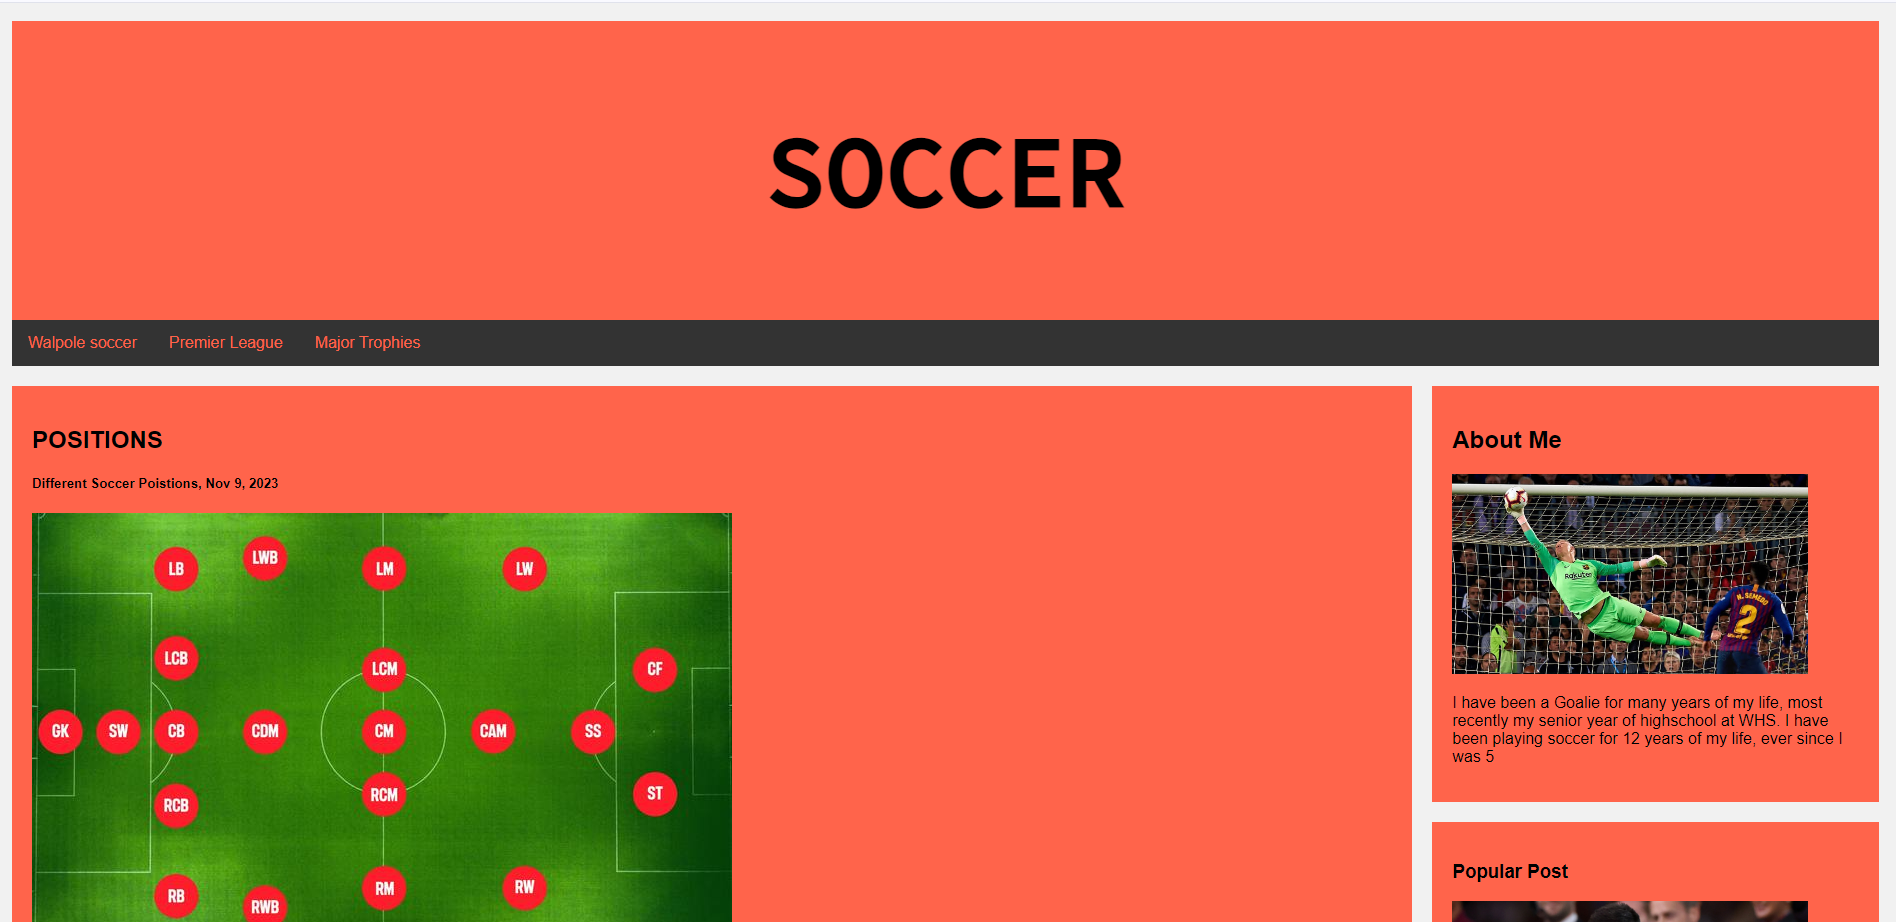 SOCCER
Walpole soccer Premier League Major Trophies
POSITIONS
Different Soccer Poistions, Nov 9, 2023
LB LWB LM LW
LCB LCM CF
GK SW CB CDM CM CAM SS
RCB RCM ST
RB RWB RM RW
About Me
Rakuten
N. SEMEDO
2
I have been a Goalie for many years of my life, most
recently my senior year of highschool at WHS. I have
been playing soccer for 12 years of my life, ever since I
was 5
Popular Post